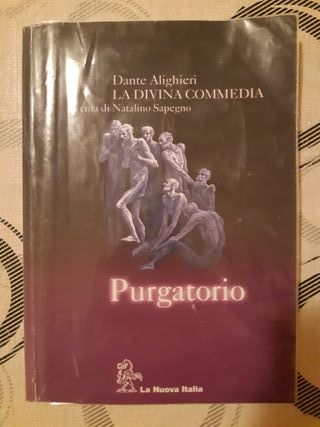 Dante Alighieri
LA DIVINA COMMEDIA
cura di Natalino Sapegno
Purgatorio
La Nuova Italia